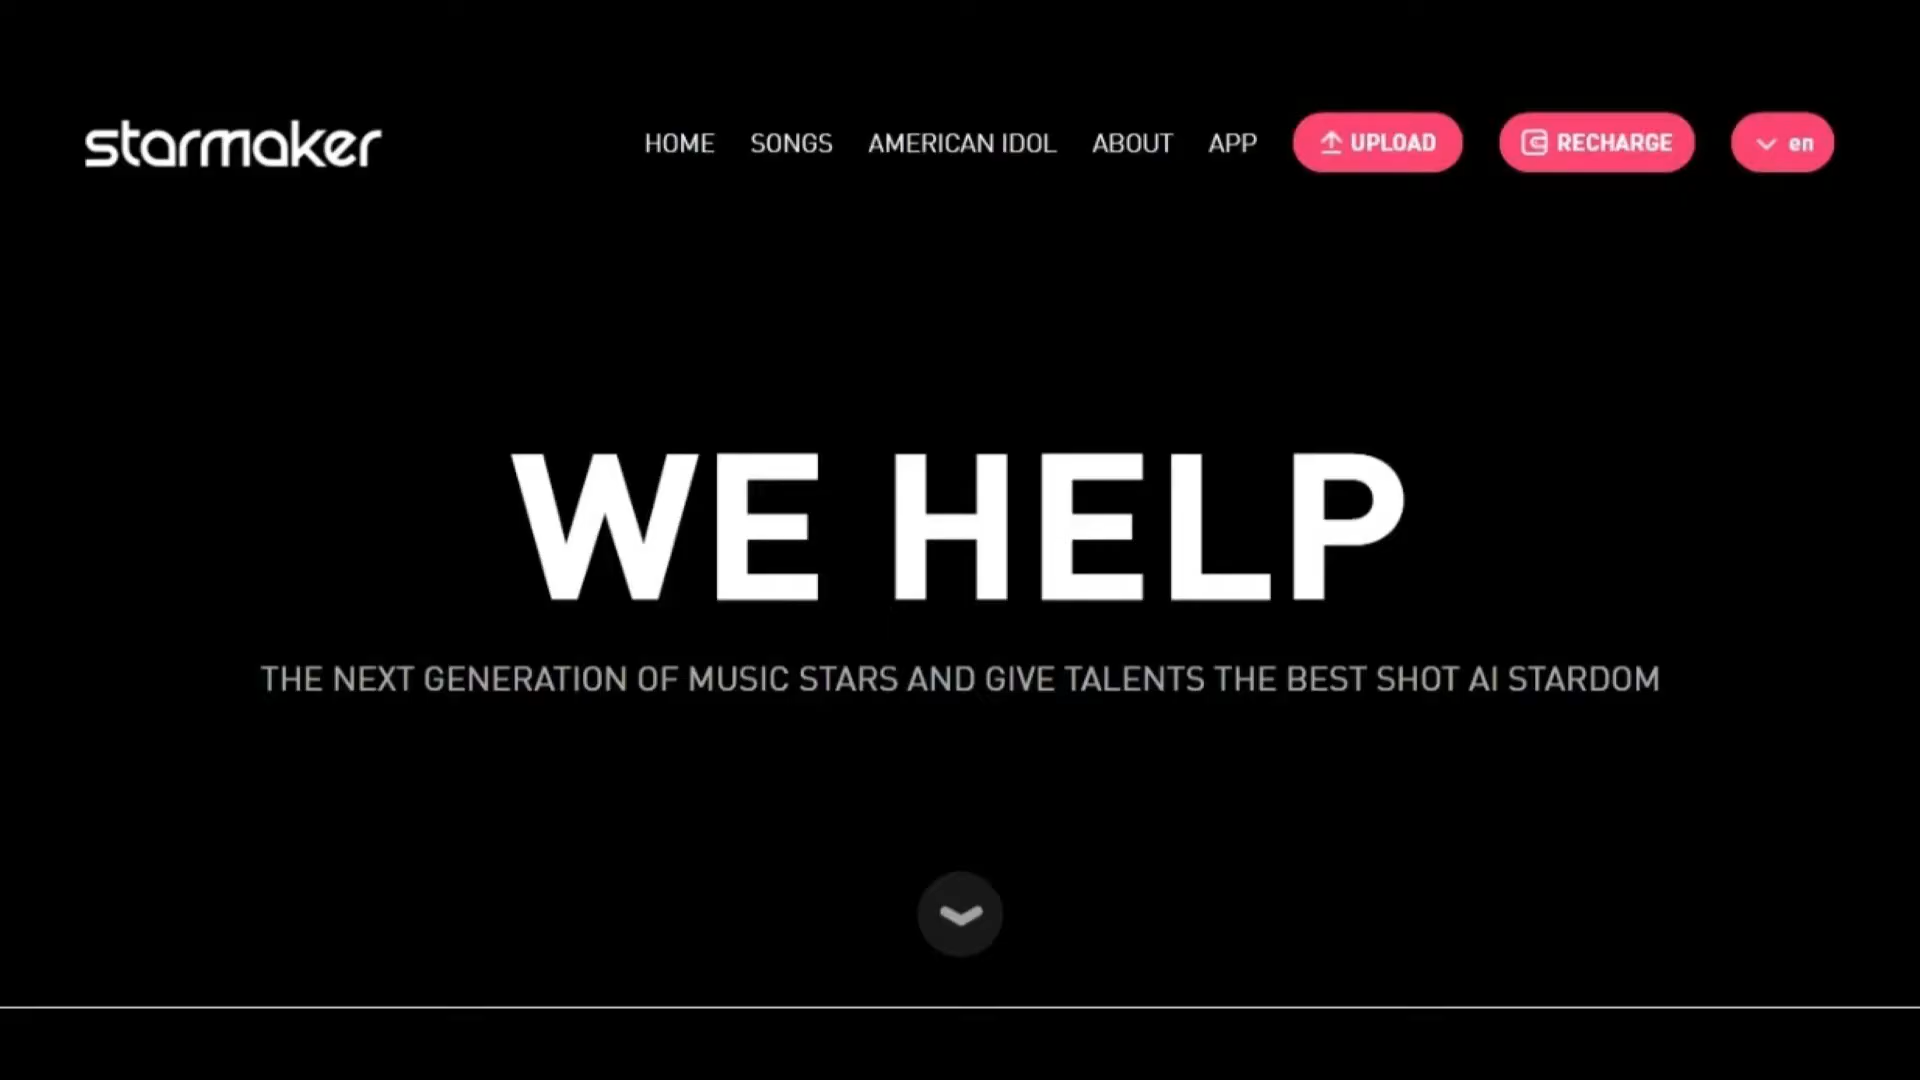 starmaker
HOME SONGS AMERICAN IDOL ABOUT APP UPLOAD RECHARGE en
WE HELP
THE NEXT GENERATION OF MUSIC STARS AND GIVE TALENTS THE BEST SHOT AI STARDOM